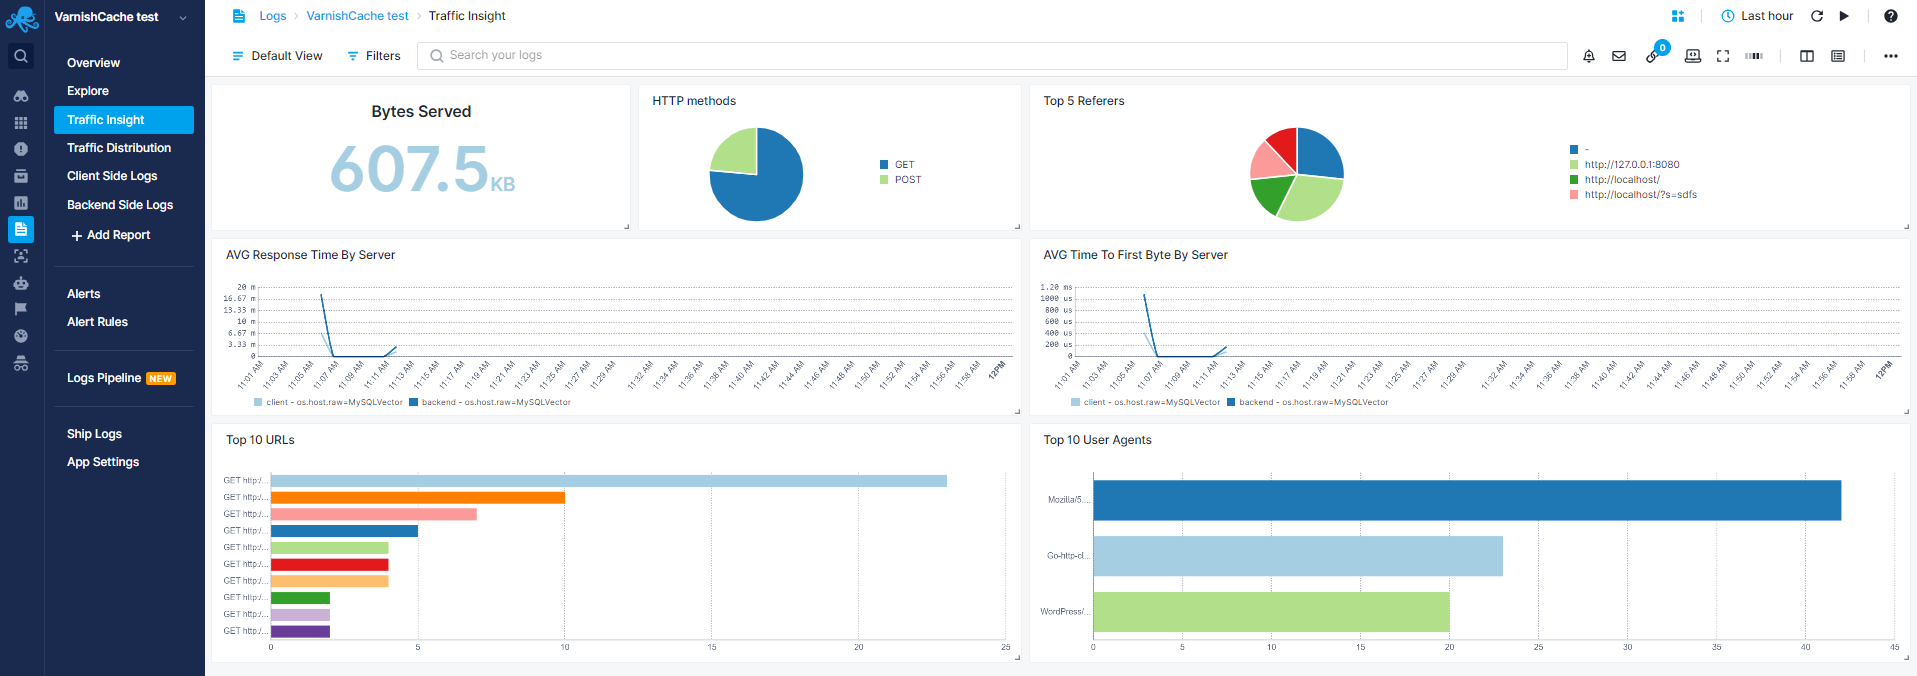 VarnishCache test
Overview
Explore
Traffic Insight
Traffic Distribution
Client Side Logs
Backend Side Logs
+ Add Report
Alerts
Alert Rules
Logs Pipeline NEW
Ship Logs
App Settings
Logs > VarnishCache test > Traffic Insight
Last hour
Default View
Filters
Search your logs
0
Bytes Served
607.5 KB
HTTP methods
GET
POST
Top 5 Referers
-
http://127.0.0.1:8080
http://localhost/
http://localhost/?s=sdfs
AVG Response Time By Server
20 m
16.67 m
13.33 m
10 m
6.67 m
3.33 m
0
11:01 AM 11:03 AM 11:05 AM 11:07 AM 11:09 AM 11:11 AM 11:13 AM 11:15 AM 11:17 AM 11:19 AM 11:21 AM 11:23 AM 11:25 AM 11:27 AM 11:29 AM 11:32 AM 11:34 AM 11:36 AM 11:38 AM 11:40 AM 11:42 AM 11:44 AM 11:46 AM 11:48 AM 11:50 AM 11:52 AM 11:54 AM 11:56 AM 11:58 AM 12PM
client - os.host.raw=MySQLVector backend - os.host.raw=MySQLVector
AVG Time To First Byte By Server
1.20 ms
1000 us
800 us
600 us
400 us
200 us
0
11:01 AM 11:03 AM 11:05 AM 11:07 AM 11:09 AM 11:11 AM 11:13 AM 11:15 AM 11:17 AM 11:19 AM 11:21 AM 11:23 AM 11:25 AM 11:27 AM 11:29 AM 11:32 AM 11:34 AM 11:36 AM 11:38 AM 11:40 AM 11:42 AM 11:44 AM 11:46 AM 11:48 AM 11:50 AM 11:52 AM 11:54 AM 11:56 AM 11:58 AM 12PM
client - os.host.raw=MySQLVector backend - os.host.raw=MySQLVector
Top 10 URLs
GET http:/...
GET http:/...
GET http:/...
GET http:/...
GET http:/...
GET http:/...
GET http:/...
GET http:/...
GET http:/...
GET http:/...
0 5 10 15 20 25
Top 10 User Agents
Mozilla/5....
Go-http-cl...
WordPress/...
0 5 10 15 20 25 30 35 40 45